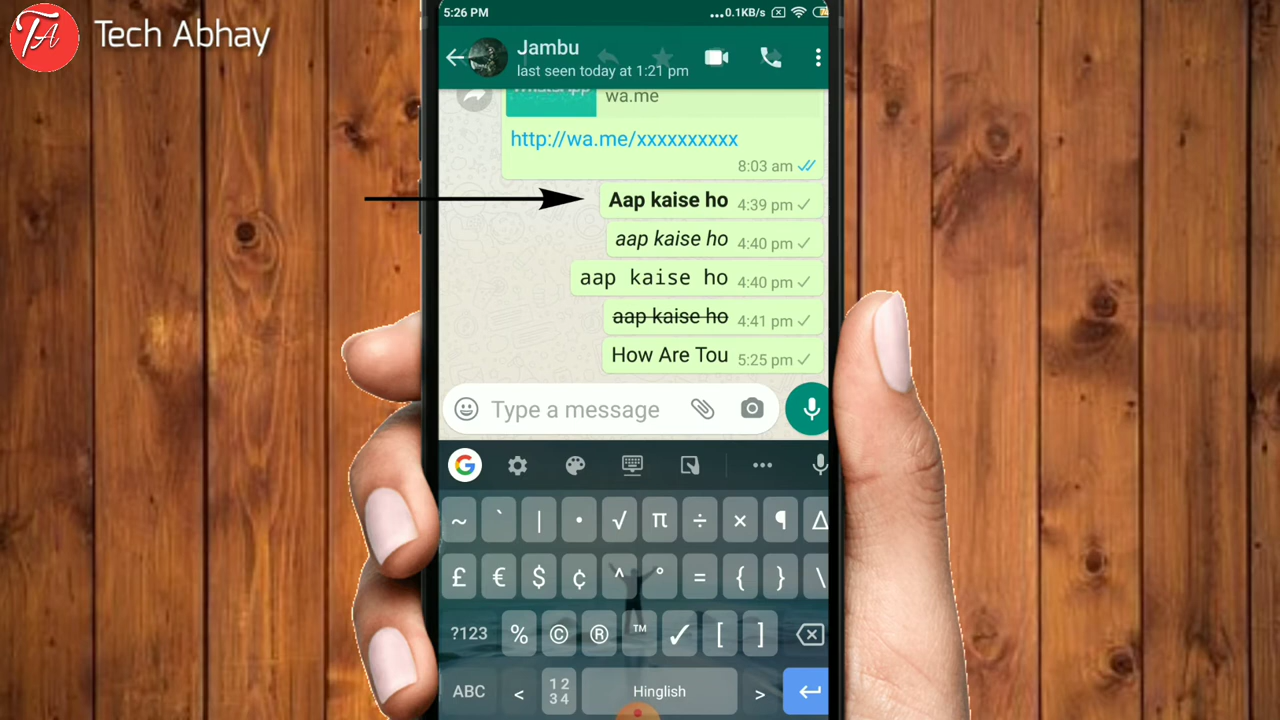 TA Tech Abhay
5:26 PM ...0.1KB/s
Jambu
last seen today at 1:21 pm
WhatsApp wa.me
http://wa.me/xxxxxxxxxx
8:03 am
Aap kaise ho 4:39 pm
aap kaise ho 4:40 pm
aap kaise ho 4:40 pm
aap kaise ho 4:41 pm
How Are Tou 5:25 pm
Type a message
G
~ ` | • √ π ÷ × ¶ Δ
£ € $ ¢ ^ ° = { } \
?123 % © ® ™ ✓ [ ]
ABC < 12 34 Hinglish >